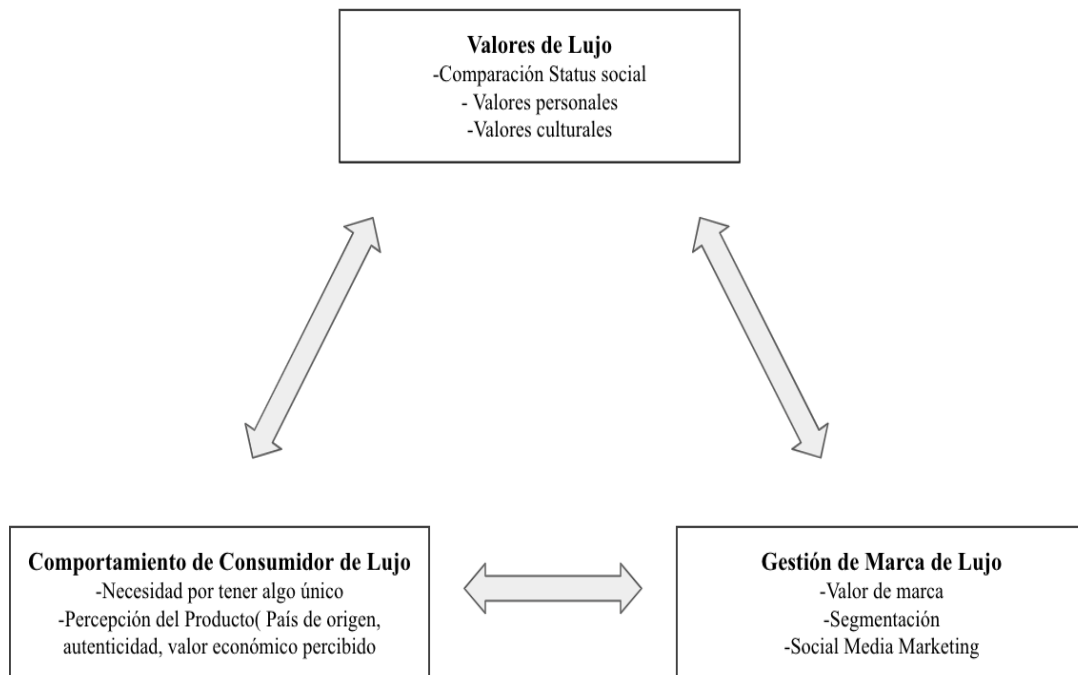 Valores de Lujo
-Comparación Status social
- Valores personales
-Valores culturales
Comportamiento de Consumidor de Lujo
-Necesidad por tener algo único
-Percepción del Producto( País de origen,
autenticidad, valor económico percibido
Gestión de Marca de Lujo
-Valor de marca
-Segmentación
-Social Media Marketing